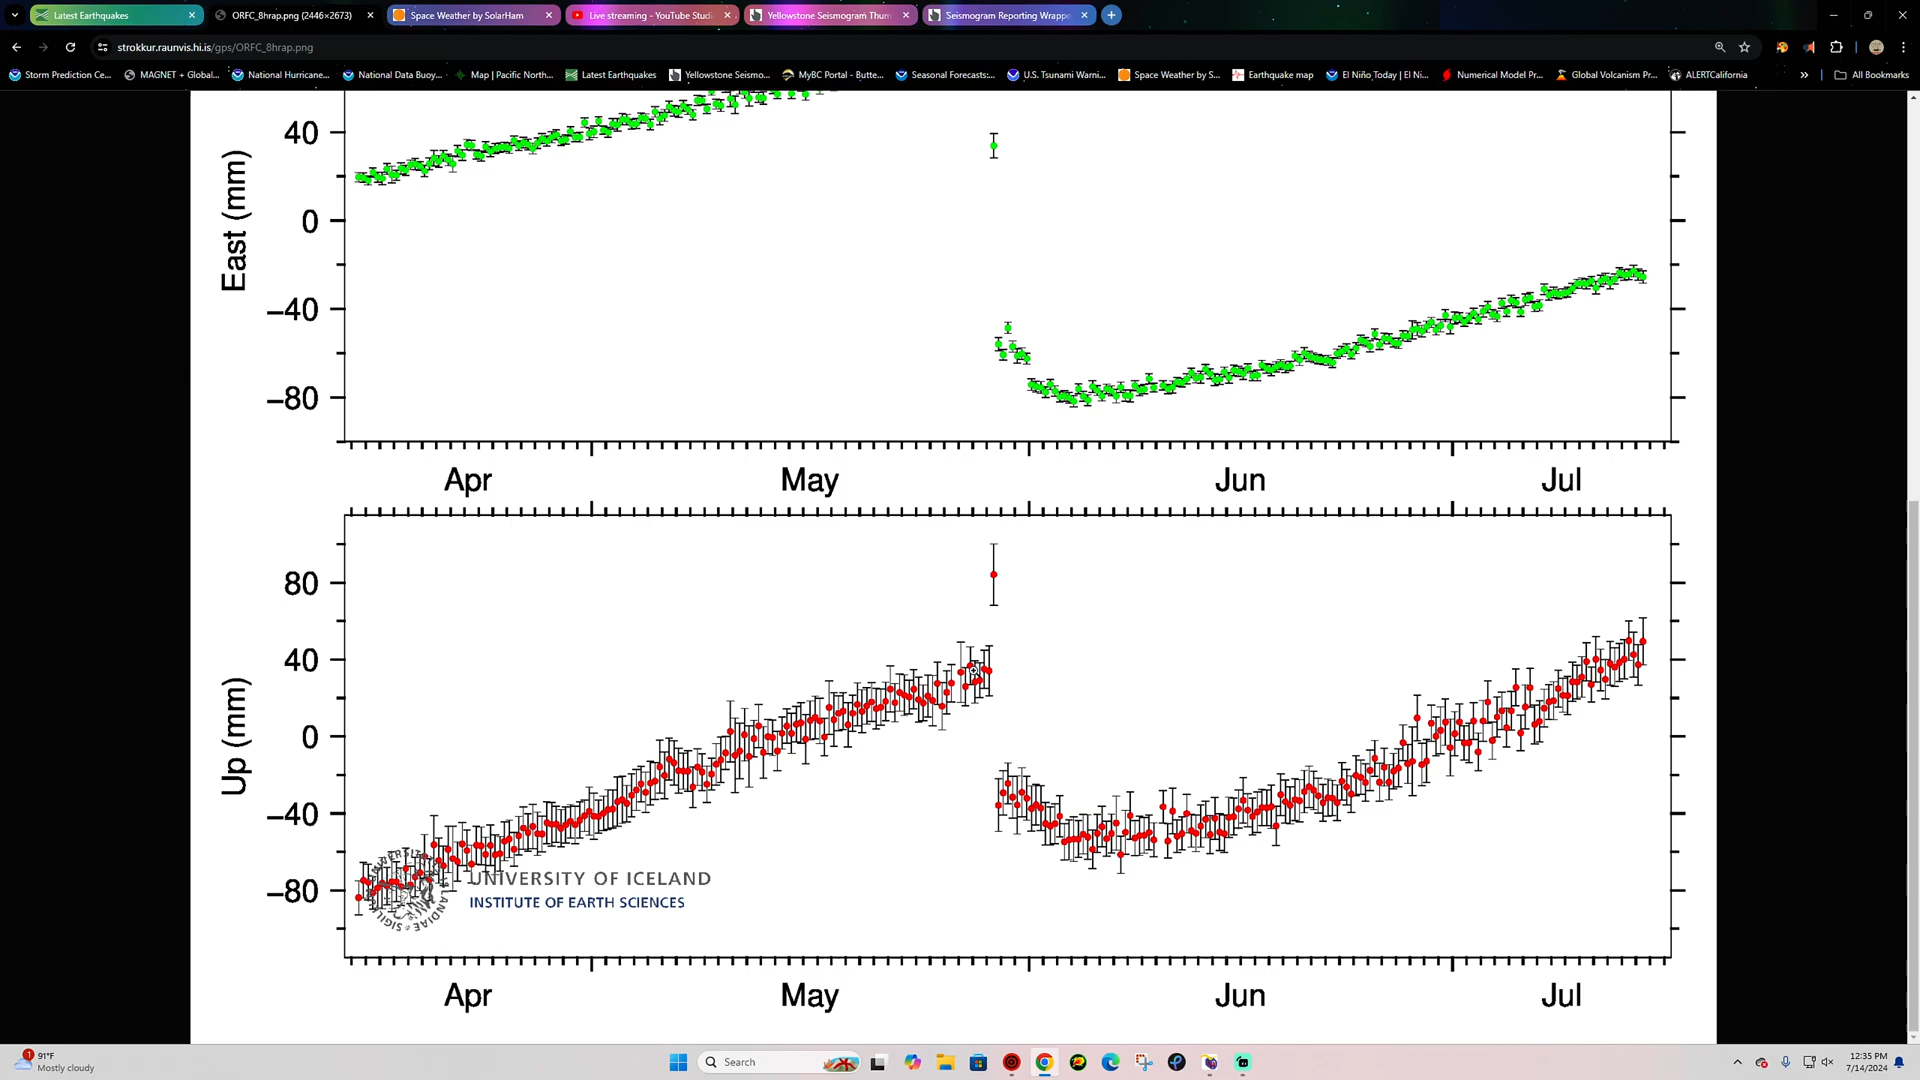 Latest Earthquakes
ORFC_8hrap.png (2446×2673)
Space Weather by SolarHam
Live streaming - YouTube Studi
Yellowstone Seismogram Thum
Seismogram Reporting Wrappe
strokkur.raunvis.hi.is/gps/ORFC_8hrap.png
Storm Prediction Ce...
MAGNET + Global...
National Hurricane...
National Data Buoy...
Map | Pacific North...
Latest Earthquakes
Yellowstone Seismo...
MyBC Portal - Butte...
Seasonal Forecasts:...
U.S. Tsunami Warni...
Space Weather by S...
Earthquake map
El Niño Today | El Ni...
Numerical Model Pr...
Global Volcanism Pr...
ALERTCalifornia
All Bookmarks
East (mm)
40
0
−40
−80
Apr May Jun Jul
Up (mm)
80
40
0
−40
−80
UNIVERSITY OF ICELAND
INSTITUTE OF EARTH SCIENCES
Apr May Jun Jul
1
91°F
Mostly cloudy
Search
12:35 PM
7/14/2024